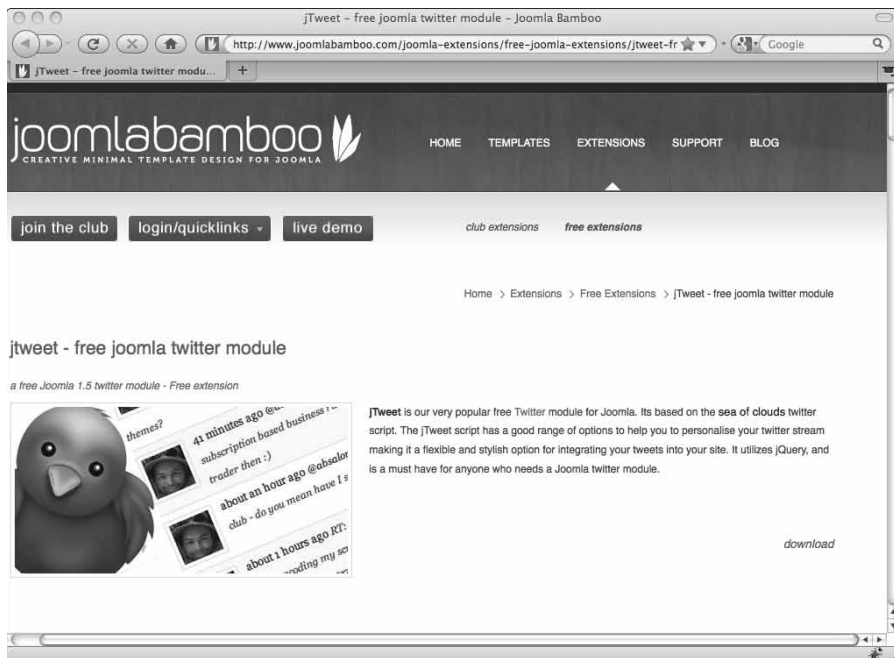 jTweet – free joomla twitter module – Joomla Bamboo
http://www.joomlabamboo.com/joomla-extensions/free-joomla-extensions/jtweet-fr
Google
jTweet – free joomla twitter modu...
joomlabamboo
CREATIVE MINIMAL TEMPLATE DESIGN FOR JOOMLA
HOME TEMPLATES EXTENSIONS SUPPORT BLOG
join the club login/quicklinks live demo club extensions free extensions
Home > Extensions > Free Extensions > jTweet - free joomla twitter module
jtweet - free joomla twitter module
a free Joomla 1.5 twitter module - Free extension
themes?
41 minutes ago
subscription based business
trader then :)
about an hour ago @absalo
club - do you mean have I s
about 1 hours ago RT:
coding my
jTweet is our very popular free Twitter module for Joomla. Its based on the sea of clouds twitter
script. The jTweet script has a good range of options to help you to personalise your twitter stream
making it a flexible and stylish option for integrating your tweets into your site. It utilizes jQuery, and
is a must have for anyone who needs a Joomla twitter module.
download